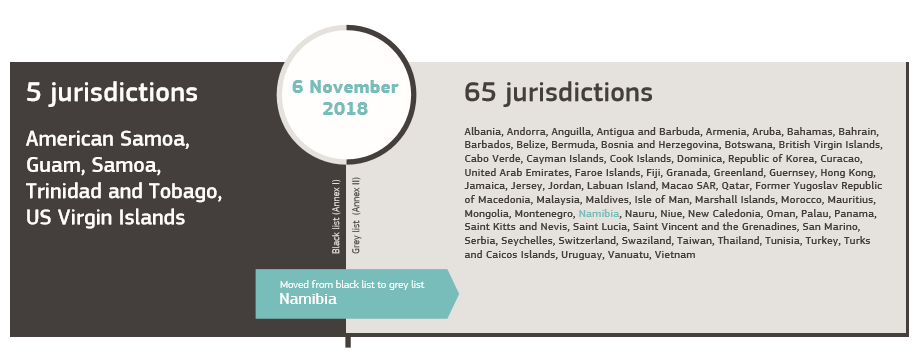 5 jurisdictions
American Samoa,
Guam, Samoa,
Trinidad and Tobago,
US Virgin Islands
6 November
2018
Black list (Annex I)
Grey list (Annex II)
Moved from black list to grey list
Namibia
65 jurisdictions
Albania, Andorra, Anguilla, Antigua and Barbuda, Armenia, Aruba, Bahamas, Bahrain,
Barbados, Belize, Bermuda, Bosnia and Herzegovina, Botswana, British Virgin Islands,
Cabo Verde, Cayman Islands, Cook Islands, Dominica, Republic of Korea, Curacao,
United Arab Emirates, Faroe Islands, Fiji, Granada, Greenland, Guernsey, Hong Kong,
Jamaica, Jersey, Jordan, Labuan Island, Macao SAR, Qatar, Former Yugoslav Republic
of Macedonia, Malaysia, Maldives, Isle of Man, Marshall Islands, Morocco, Mauritius,
Mongolia, Montenegro, Namibia, Nauru, Niue, New Caledonia, Oman, Palau, Panama,
Saint Kitts and Nevis, Saint Lucia, Saint Vincent and the Grenadines, San Marino,
Serbia, Seychelles, Switzerland, Swaziland, Taiwan, Thailand, Tunisia, Turkey, Turks
and Caicos Islands, Uruguay, Vanuatu, Vietnam